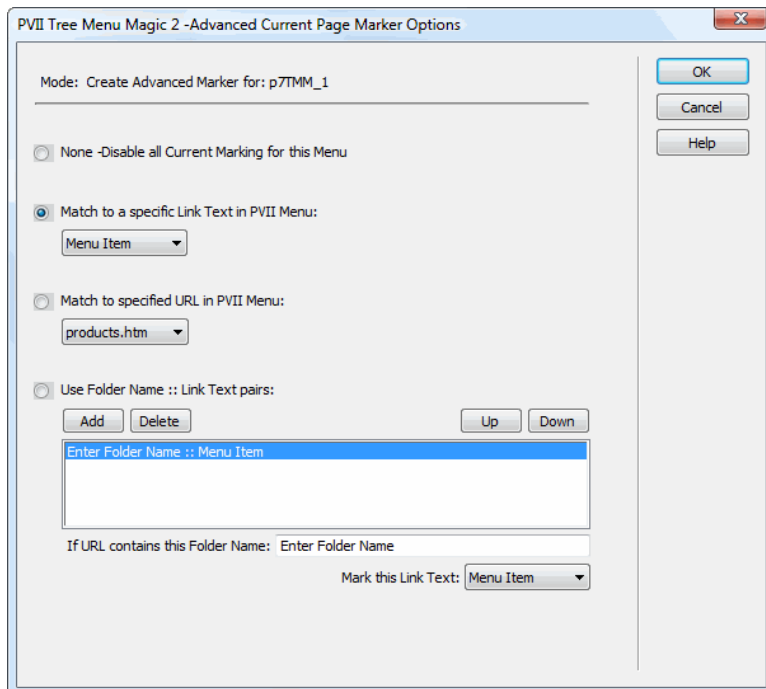 PVII Tree Menu Magic 2 -Advanced Current Page Marker Options
Mode: Create Advanced Marker for: p7TMM_1
OK
Cancel
Help
None -Disable all Current Marking for this Menu
Match to a specific Link Text in PVII Menu:
Menu Item
Match to specified URL in PVII Menu:
products.htm
Use Folder Name :: Link Text pairs:
Add Delete Up Down
Enter Folder Name :: Menu Item
If URL contains this Folder Name: Enter Folder Name
Mark this Link Text: Menu Item